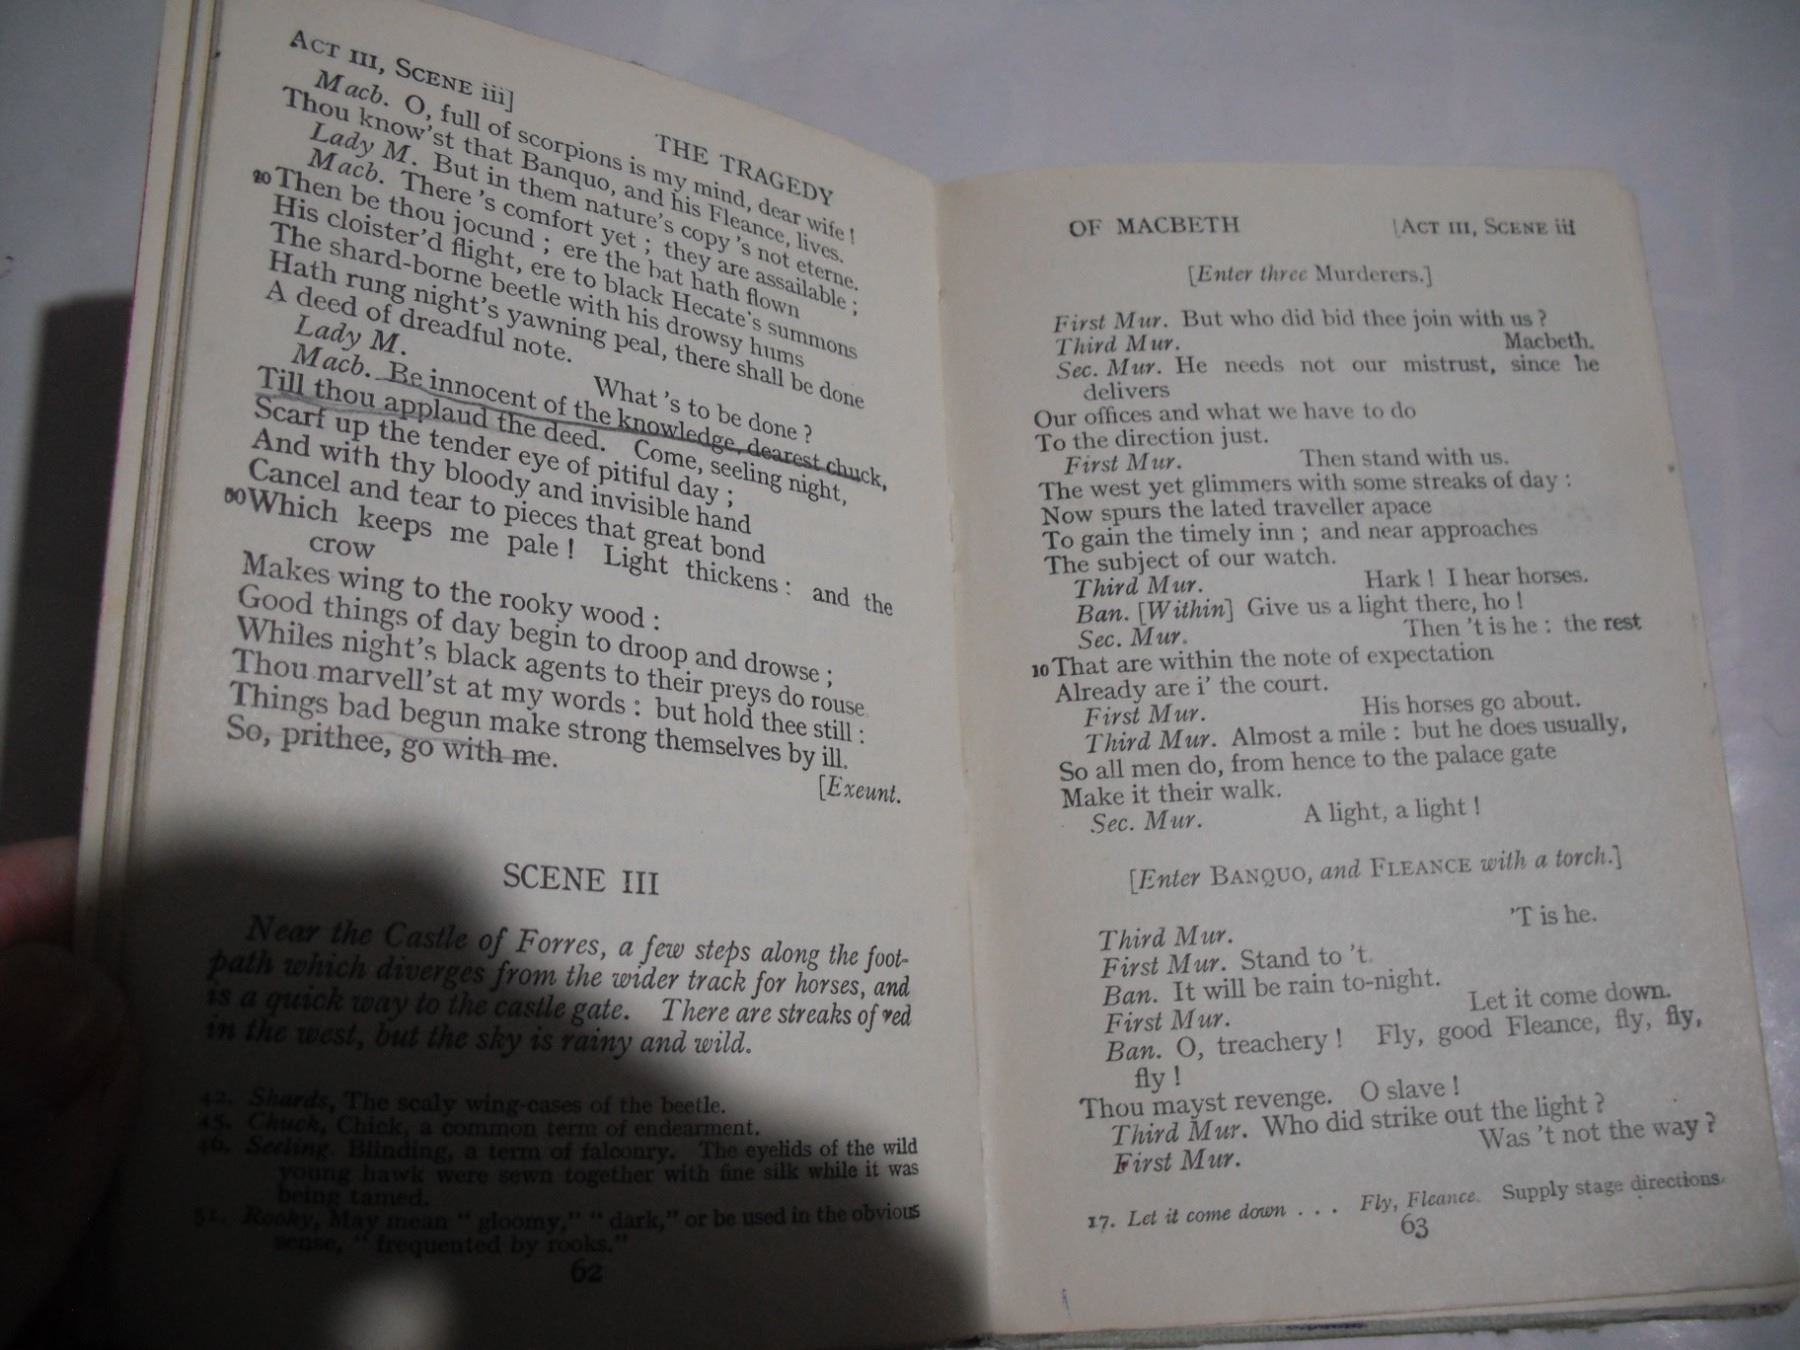 ACT III, SCENE iii]
THE TRAGEDY
Macb. O, full of scorpions is my mind, dear wife!
Thou know'st that Banquo, and his Fleance, lives.
Lady M. But in them nature's copy 's not eterne.
Macb. There 's comfort yet; they are assailable;
20 Then be thou jocund; ere the bat hath flown
His cloister'd flight, ere to black Hecate's summons
The shard-borne beetle with his drowsy hums
Hath rung night's yawning peal, there shall be done
A deed of dreadful note.
Lady M. What 's to be done?
Macb. Be innocent of the knowledge, dearest chuck,
Till thou applaud the deed. Come, seeling night,
Scarf up the tender eye of pitiful day;
And with thy bloody and invisible hand
Cancel and tear to pieces that great bond
50 Which keeps me pale! Light thickens: and the
crow
Makes wing to the rooky wood:
Good things of day begin to droop and drowse;
Whiles night's black agents to their preys do rouse
Thou marvell'st at my words: but hold thee still:
Things bad begun make strong themselves by ill.
So, prithee, go with me.
[Exeunt.
SCENE III
Near the Castle of Forres, a few steps along the foot-
path which diverges from the wider track for horses, and
is a quick way to the castle gate. There are streaks of red
in the west, but the sky is rainy and wild.
42. Shards, The scaly wing-cases of the beetle.
45. Chuck, Chick, a common term of endearment.
46. Seeling. Blinding, a term of falconry. The eyelids of the wild
young hawk were sewn together with fine silk while it was
being tamed.
51. Rooky, May mean "gloomy," "dark," or be used in the obvious
sense, "frequented by rooks."
62
OF MACBETH
[ACT III, SCENE iii
[Enter three Murderers.]
First Mur. But who did bid thee join with us?
Third Mur. Macbeth.
Sec. Mur. He needs not our mistrust, since he
delivers
Our offices and what we have to do
To the direction just.
First Mur. Then stand with us.
The west yet glimmers with some streaks of day:
Now spurs the lated traveller apace
To gain the timely inn; and near approaches
The subject of our watch.
Third Mur. Hark! I hear horses.
Ban. [Within] Give us a light there, ho!
Sec. Mur. Then 't is he: the rest
10 That are within the note of expectation
Already are i' the court.
First Mur. His horses go about.
Third Mur. Almost a mile: but he does usually,
So all men do, from hence to the palace gate
Make it their walk.
Sec. Mur. A light, a light!
[Enter BANQUO, and FLEANCE with a torch.]
Third Mur. 'T is he.
First Mur. Stand to 't.
Ban. It will be rain to-night.
First Mur. Let it come down.
Ban. O, treachery! Fly, good Fleance, fly, fly,
fly!
Thou mayst revenge. O slave!
Third Mur. Who did strike out the light?
First Mur. Was 't not the way?
17. Let it come down . . . Fly, Fleance. Supply stage directions.
63